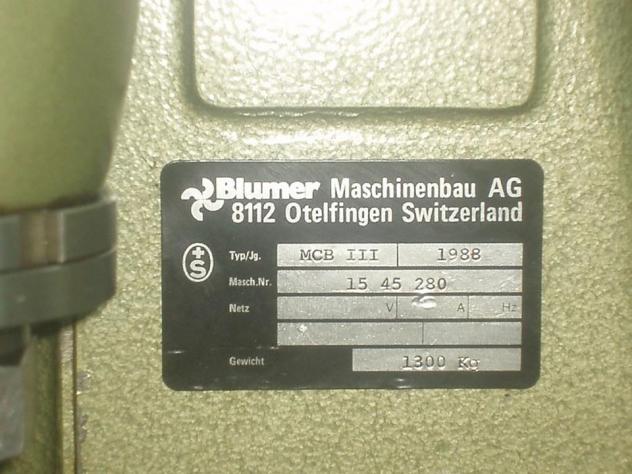 Blumer Maschinenbau AG
8112 Otelfingen Switzerland
+S
Typ/Jg. MCB III 1988
Masch.Nr. 15 45 280
Netz V A Hz
Gewicht 1300 Kg